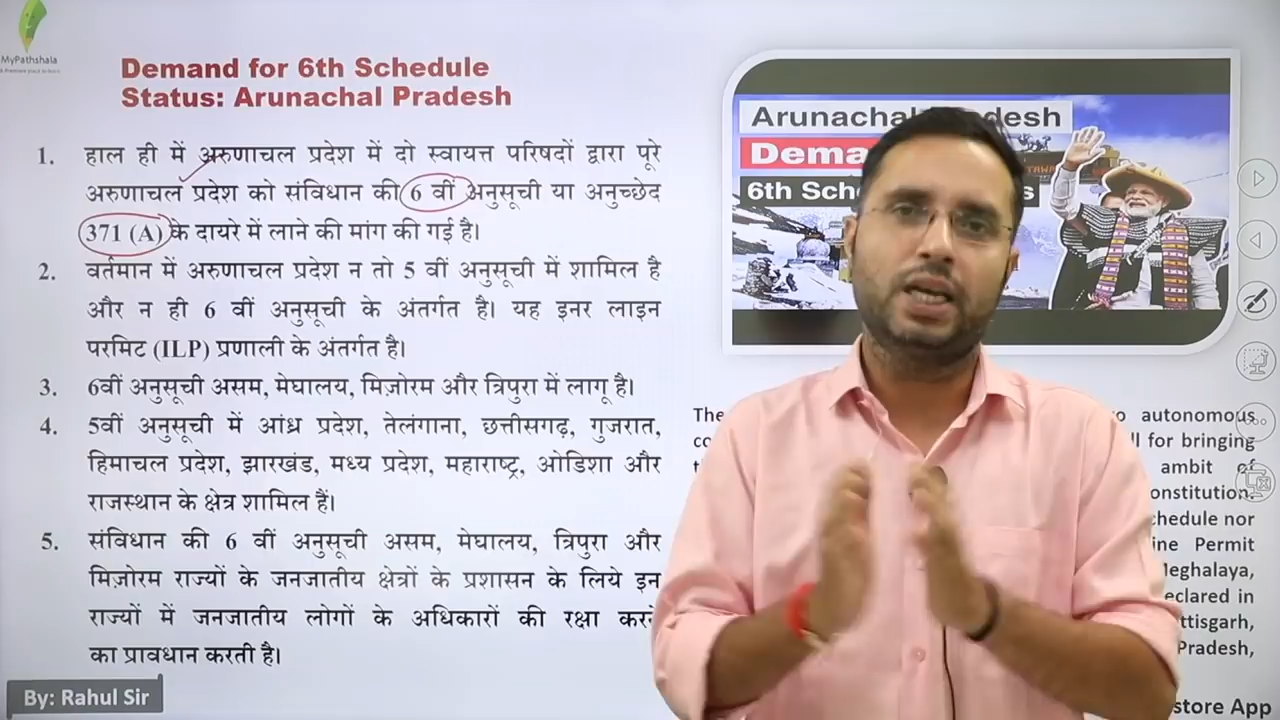 MyPathshala
Demand for 6th Schedule
Status: Arunachal Pradesh
1. हाल ही में अरुणाचल प्रदेश में दो स्वायत्त परिषदों द्वारा पूरे
अरुणाचल प्रदेश को संविधान की 6 वीं अनुसूची या अनुच्छेद
371 (A) के दायरे में लाने की मांग की गई है।
2. वर्तमान में अरुणाचल प्रदेश न तो 5 वीं अनुसूची में शामिल है
और न ही 6 वीं अनुसूची के अंतर्गत है। यह इनर लाइन
परमिट (ILP) प्रणाली के अंतर्गत है।
3. 6वीं अनुसूची असम, मेघालय, मिज़ोरम और त्रिपुरा में लागू है।
4. 5वीं अनुसूची में आंध्र प्रदेश, तेलंगाना, छत्तीसगढ़, गुजरात,
हिमाचल प्रदेश, झारखंड, मध्य प्रदेश, महाराष्ट्र, ओडिशा और
राजस्थान के क्षेत्र शामिल हैं।
5. संविधान की 6 वीं अनुसूची असम, मेघालय, त्रिपुरा और
मिज़ोरम राज्यों के जनजातीय क्षेत्रों के प्रशासन के लिये इन
राज्यों में जनजातीय लोगों के अधिकारों की रक्षा करने
का प्रावधान करती है।
By: Rahul Sir
Arunachal
Dema
6th Sch
The
autonomous
for bringing
ambit of
onstitution.
chedule nor
ine Permit
Meghalaya,
eclared in
ttisgarh,
Pradesh,
store App